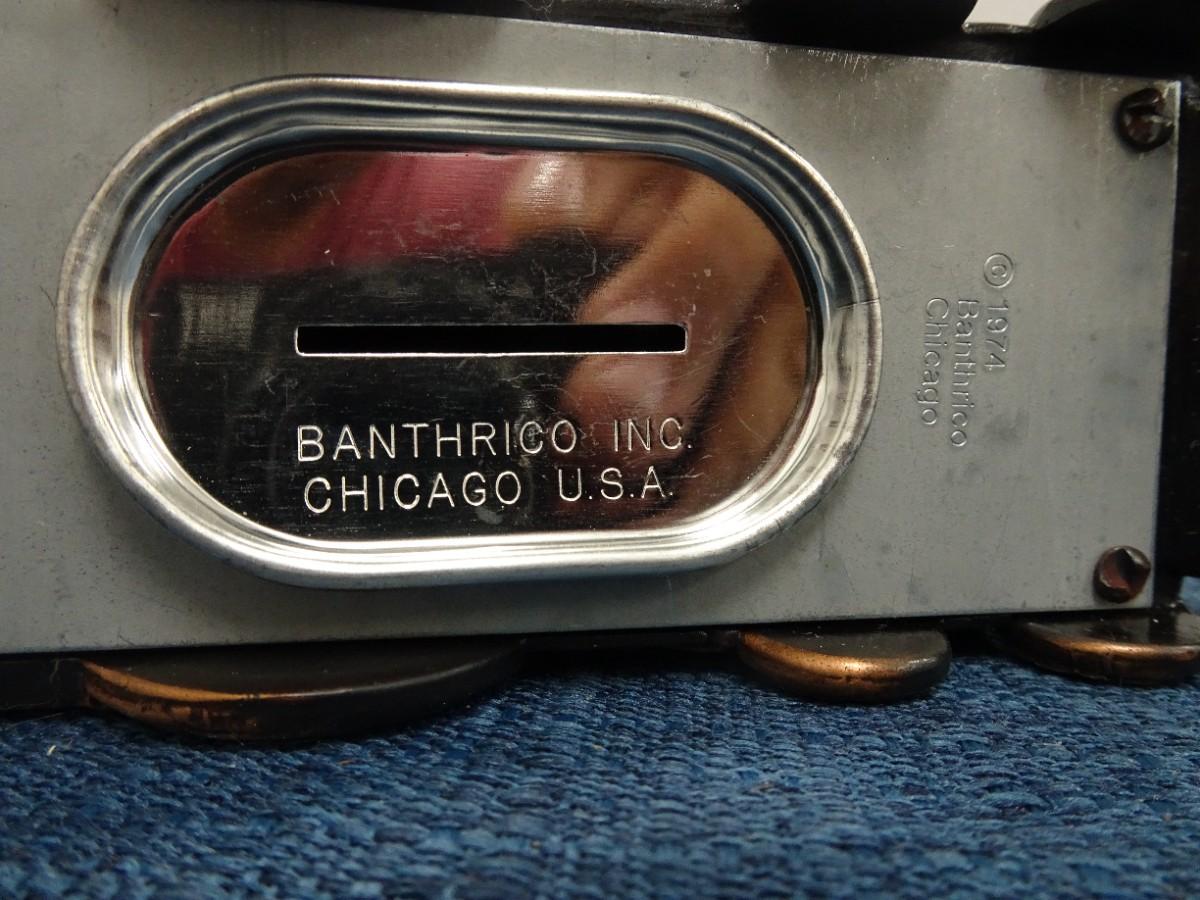 BANTHRICO INC.
CHICAGO U.S.A.
© 1974
Banthrico
Chicago